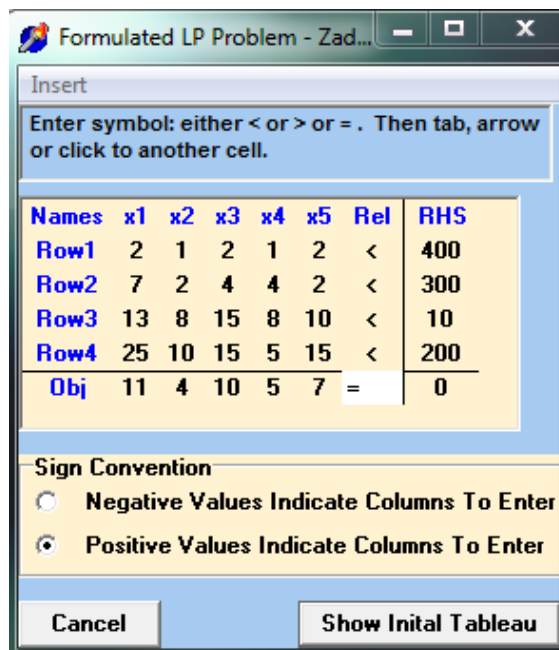 Formulated LP Problem - Zad...
Insert
Enter symbol: either < or > or = . Then tab, arrow
or click to another cell.
Names x1 x2 x3 x4 x5 Rel RHS
Row1 2 1 2 1 2 < 400
Row2 7 2 4 4 2 < 300
Row3 13 8 15 8 10 < 10
Row4 25 10 15 5 15 < 200
Obj 11 4 10 5 7 = 0
Sign Convention
Negative Values Indicate Columns To Enter
Positive Values Indicate Columns To Enter
Cancel Show Inital Tableau